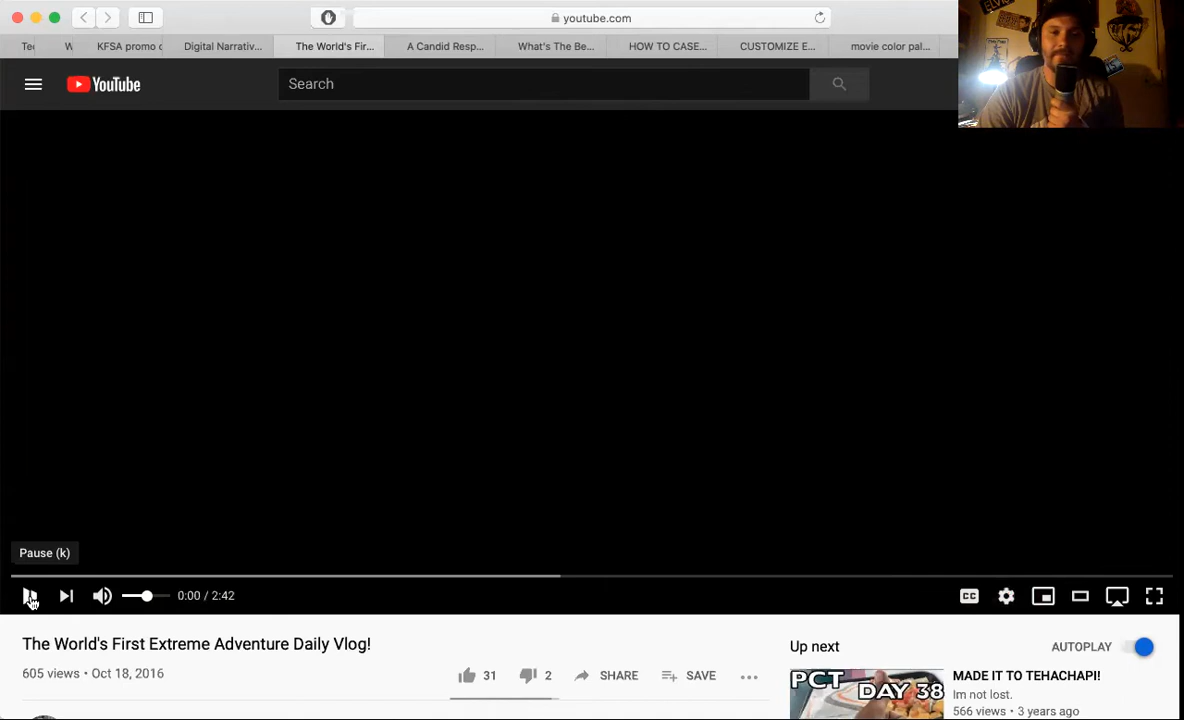 youtube.com
Te
W
KFSA promo c
Digital Narrativ...
The World's Fir...
A Candid Resp...
What's The Be...
HOW TO CASE...
CUSTOMIZE E...
movie color pal...
YouTube
Search
Pause (k)
0:00 / 2:42
CC
The World's First Extreme Adventure Daily Vlog!
605 views • Oct 18, 2016
31
2
SHARE
SAVE
Up next
AUTOPLAY
PCT DAY 38
MADE IT TO TEHACHAPI!
Im not lost.
566 views • 3 years ago